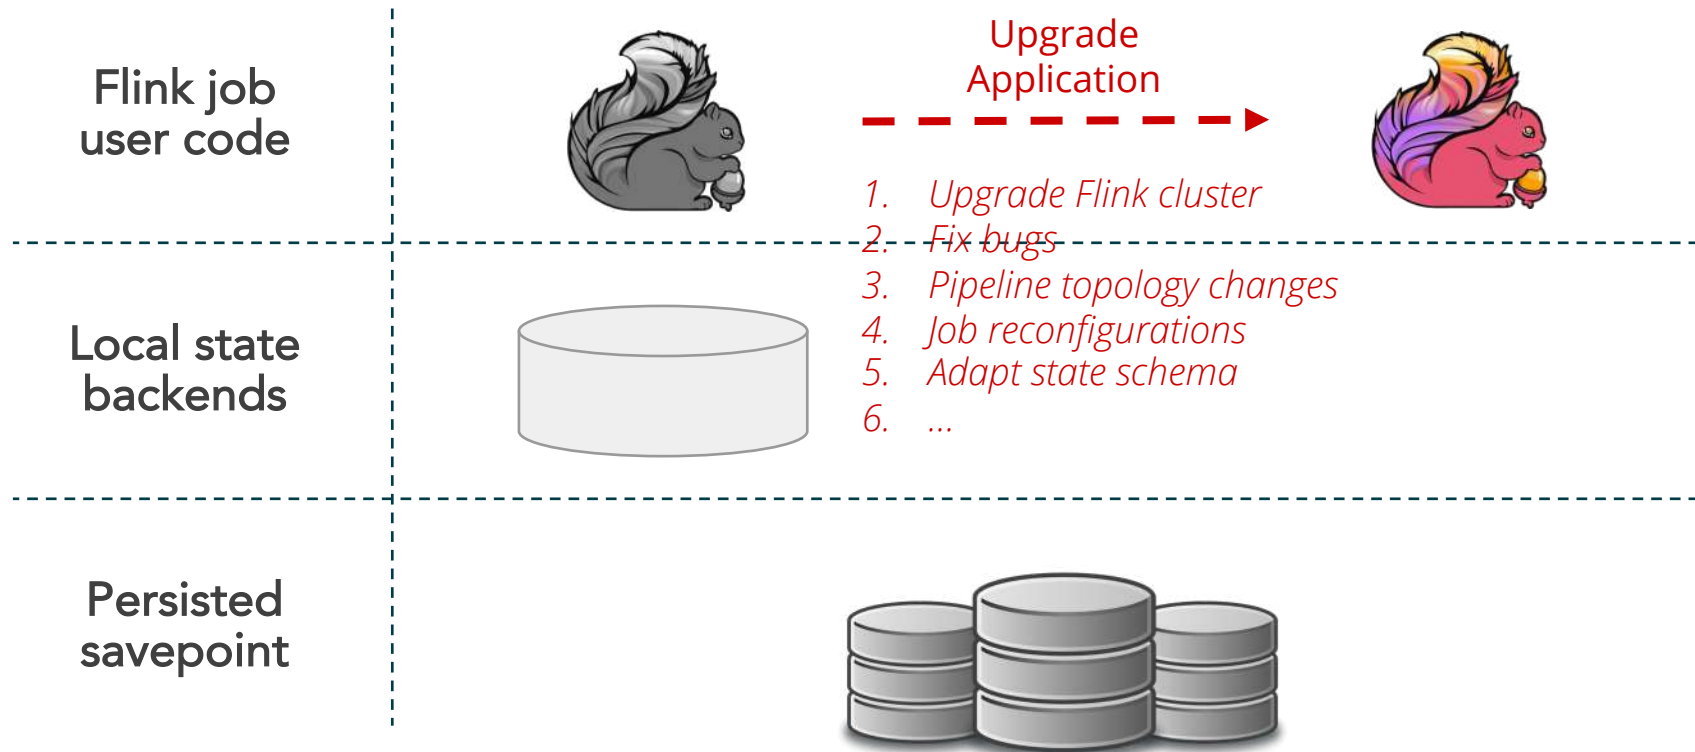 Flink job
user code
Upgrade
Application
1. Upgrade Flink cluster
2. Fix bugs
3. Pipeline topology changes
4. Job reconfigurations
5. Adapt state schema
6. ...
Local state
backends
Persisted
savepoint